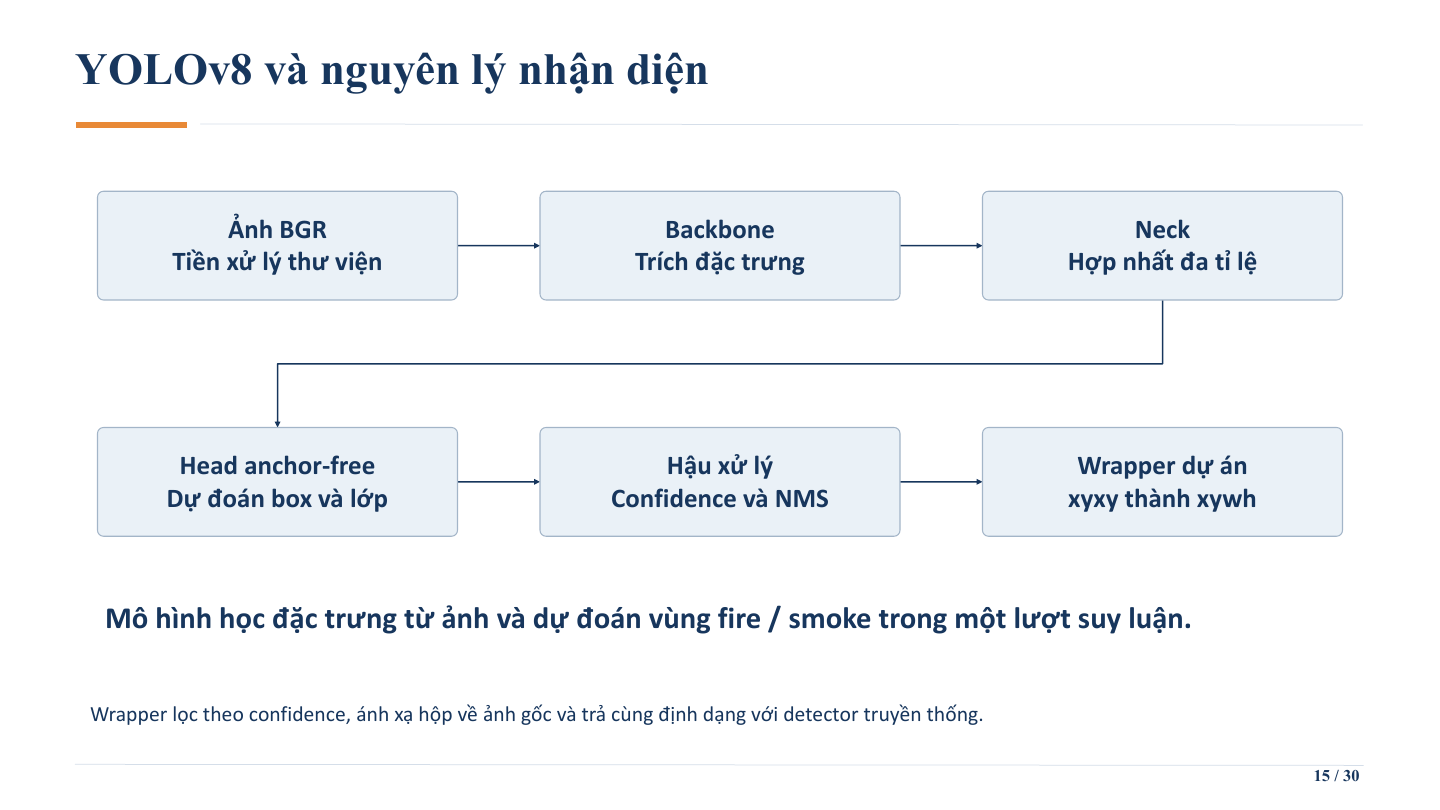 YOLOv8 và nguyên lý nhận diện
Ảnh BGR
Tiền xử lý thư viện
Backbone
Trích đặc trưng
Neck
Hợp nhất đa tỉ lệ
Head anchor-free
Dự đoán box và lớp
Hậu xử lý
Confidence và NMS
Wrapper dự án
xyxy thành xywh
Mô hình học đặc trưng từ ảnh và dự đoán vùng fire / smoke trong một lượt suy luận.
Wrapper lọc theo confidence, ánh xạ hộp về ảnh gốc và trả cùng định dạng với detector truyền thống.
15 / 30